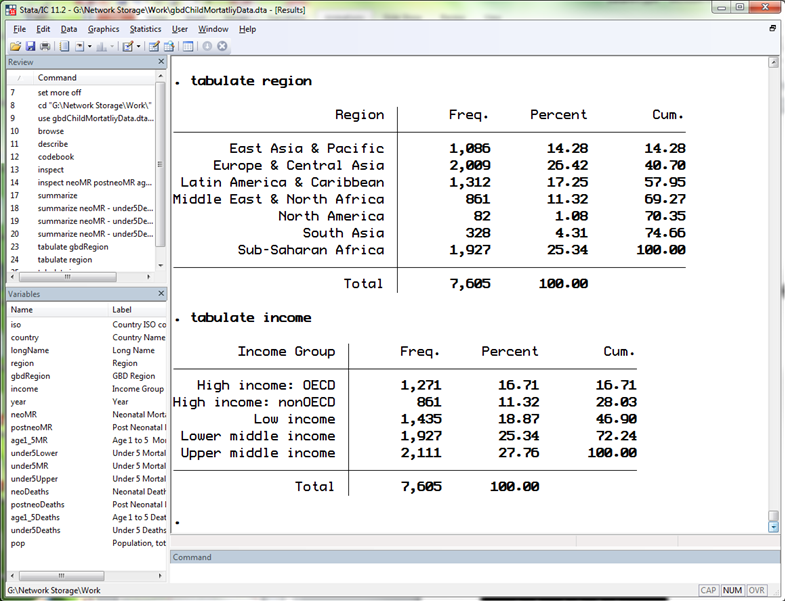 Stata/IC 11.2 - G:\Network Storage\Work\gbdChildMortatliyData.dta - [Results]
File Edit Data Graphics Statistics User Window Help
Review
Command
7 set more off
8 cd "G:\Network Storage\Work\"
9 use gbdChildMortatliyData.dta...
10 browse
11 describe
12 codebook
13 inspect
14 inspect neoMR postneoMR ag...
17 summarize
18 summarize neoMR - under5De...
19 summarize neoMR - under5De...
20 summarize neoMR - under5De...
23 tabulate gbdRegion
24 tabulate region
Variables
Name Label
iso Country ISO co
country Country Name
longName Long Name
region Region
gbdRegion GBD Region
income Income Group
year Year
neoMR Neonatal Morta
postneoMR Post Neonatal I
age1_5MR Age 1 to 5 Mor
under5Lower Under 5 Mortal
under5MR Under 5 Mortal
under5Upper Under 5 Mortal
neoDeaths Neonatal Death
postneoDeaths Post Neonatal I
age1_5Deaths Age 1 to 5 Deat
under5Deaths Under 5 Deaths
pop Population, tot
. tabulate region
Region Freq. Percent Cum.
East Asia & Pacific 1,086 14.28 14.28
Europe & Central Asia 2,009 26.42 40.70
Latin America & Caribbean 1,312 17.25 57.95
Middle East & North Africa 861 11.32 69.27
North America 82 1.08 70.35
South Asia 328 4.31 74.66
Sub-Saharan Africa 1,927 25.34 100.00
Total 7,605 100.00
. tabulate income
Income Group Freq. Percent Cum.
High income: OECD 1,271 16.71 16.71
High income: nonOECD 861 11.32 28.03
Low income 1,435 18.87 46.90
Lower middle income 1,927 25.34 72.24
Upper middle income 2,111 27.76 100.00
Total 7,605 100.00
.
Command
G:\Network Storage\Work
CAP NUM OVR